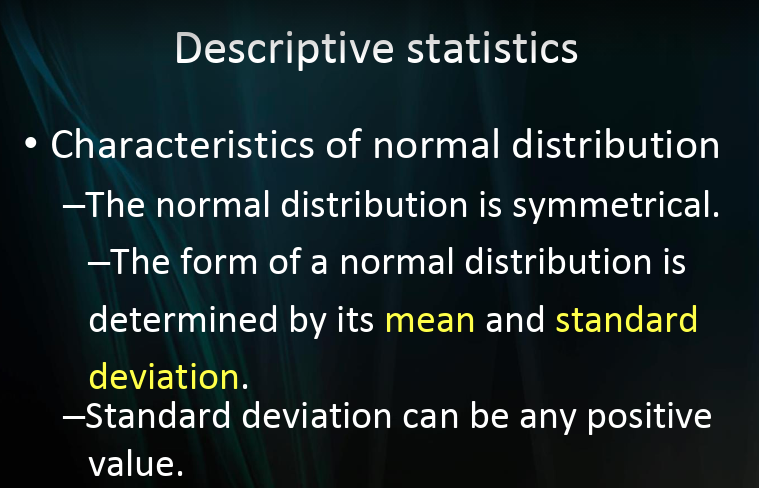 Descriptive statistics
• Characteristics of normal distribution
–The normal distribution is symmetrical.
–The form of a normal distribution is
determined by its mean and standard
deviation.
–Standard deviation can be any positive
value.